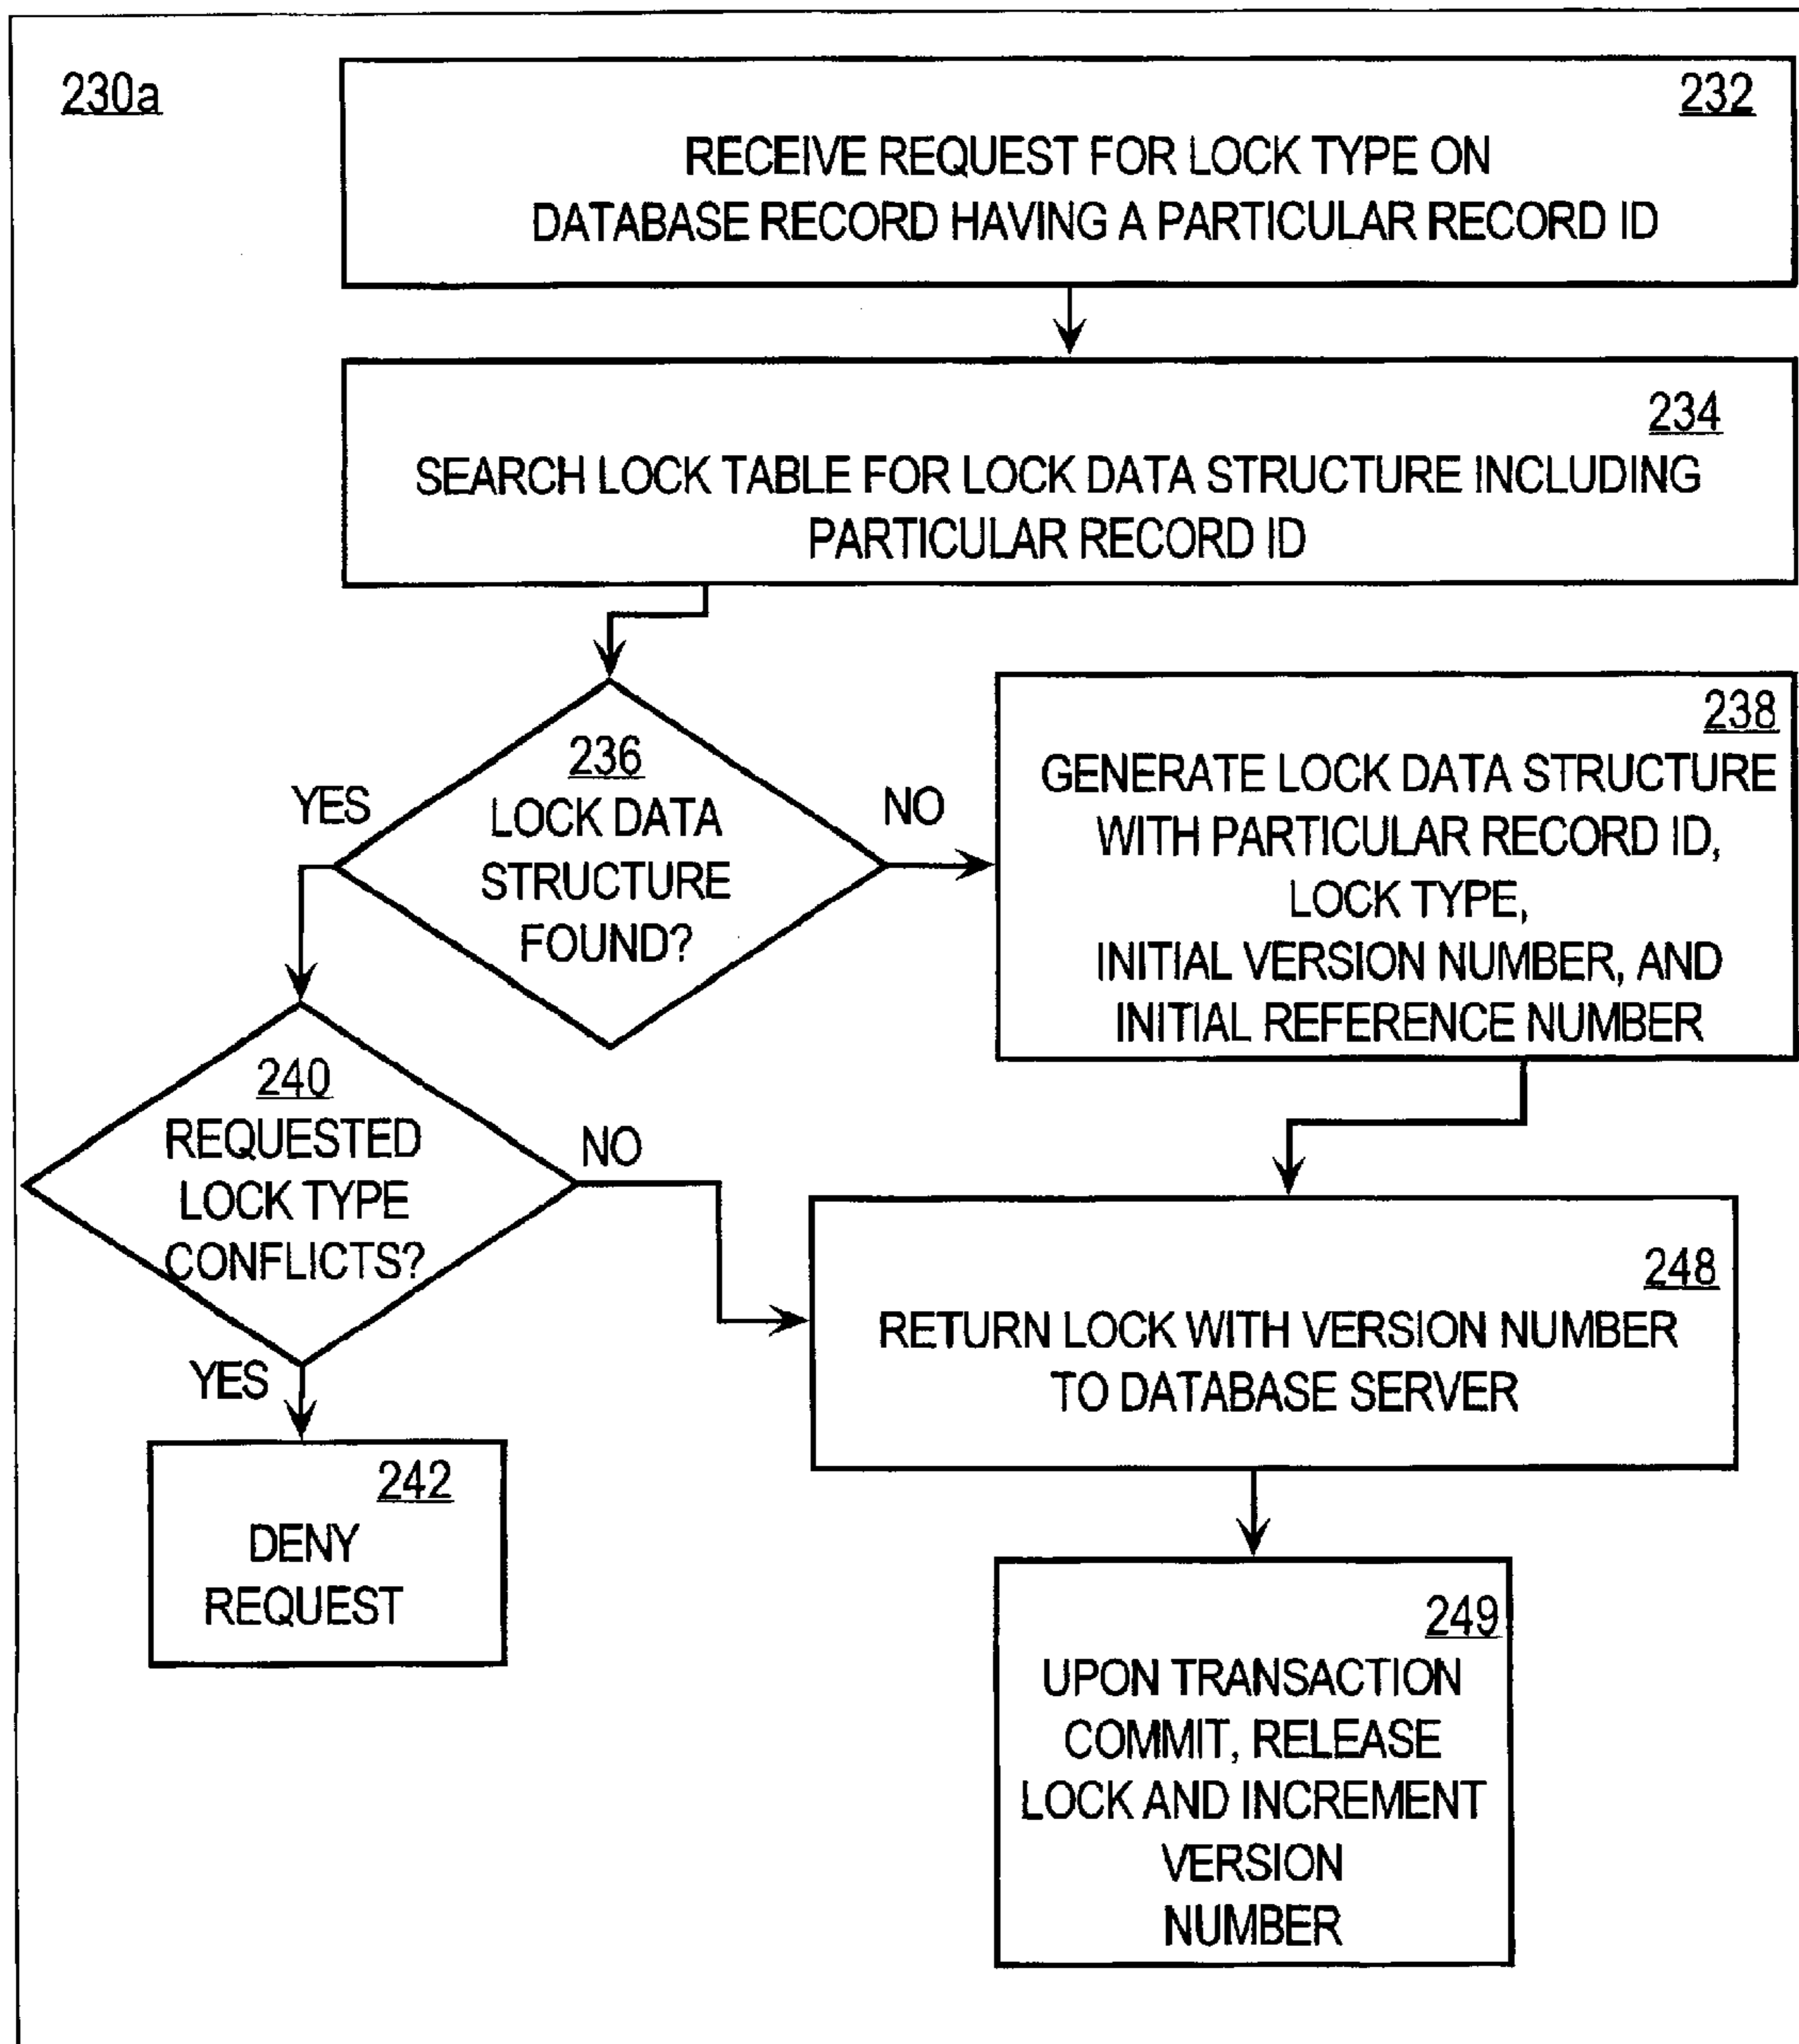 230a
232
RECEIVE REQUEST FOR LOCK TYPE ON
DATABASE RECORD HAVING A PARTICULAR RECORD ID
234
SEARCH LOCK TABLE FOR LOCK DATA STRUCTURE INCLUDING
PARTICULAR RECORD ID
236
LOCK DATA
STRUCTURE
FOUND?
YES
NO
238
GENERATE LOCK DATA STRUCTURE
WITH PARTICULAR RECORD ID,
LOCK TYPE,
INITIAL VERSION NUMBER, AND
INITIAL REFERENCE NUMBER
240
REQUESTED
LOCK TYPE
CONFLICTS?
NO
YES
242
DENY
REQUEST
248
RETURN LOCK WITH VERSION NUMBER
TO DATABASE SERVER
249
UPON TRANSACTION
COMMIT, RELEASE
LOCK AND INCREMENT
VERSION
NUMBER